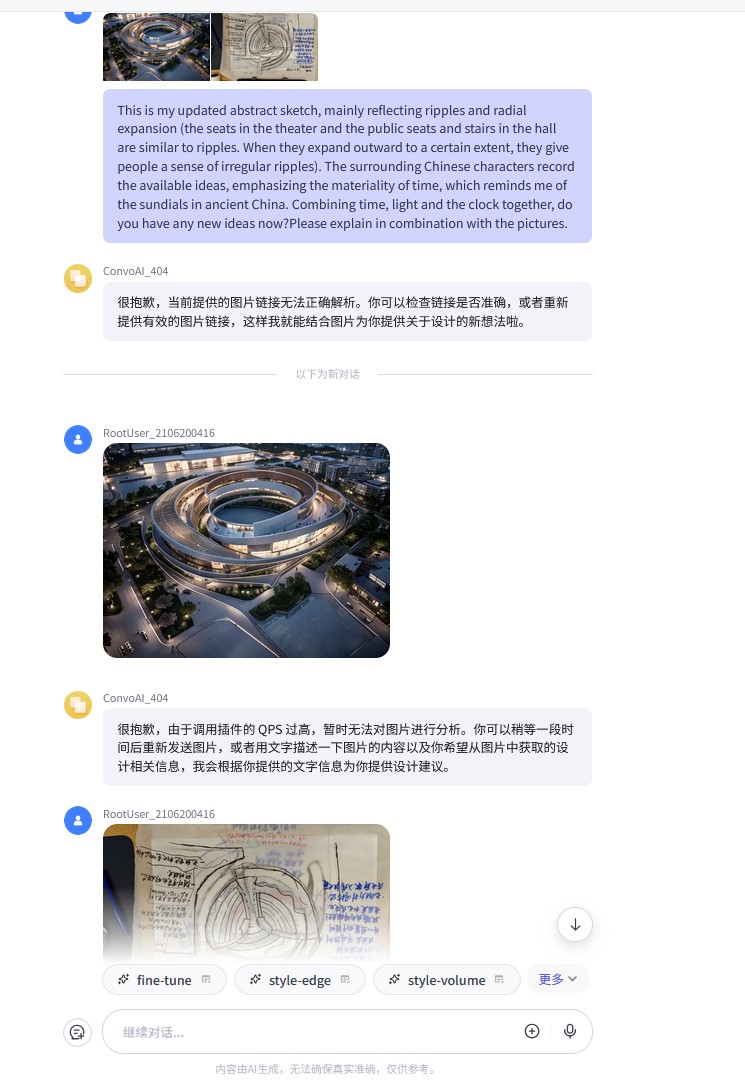 This is my updated abstract sketch, mainly reflecting ripples and radial
expansion (the seats in the theater and the public seats and stairs in the hall
are similar to ripples. When they expand outward to a certain extent, they give
people a sense of irregular ripples). The surrounding Chinese characters record
the available ideas, emphasizing the materiality of time, which reminds me of
the sundials in ancient China. Combining time, light and the clock together, do
you have any new ideas now?Please explain in combination with the pictures.
ConvoAI_404
很抱歉，当前提供的图片链接无法正确解析。你可以检查链接是否准确，或者重新
提供有效的图片链接，这样我就能结合图片为你提供关于设计的新想法啦。
以下为新对话
RootUser_2106200416
ConvoAI_404
很抱歉，由于调用插件的 QPS 过高，暂时无法对图片进行分析。你可以稍等一段时
间后重新发送图片，或者用文字描述一下图片的内容以及你希望从图片中获取的设
计相关信息，我会根据你提供的文字信息为你提供设计建议。
RootUser_2106200416
fine-tune
style-edge
style-volume
更多
继续对话...
内容由AI生成，无法确保真实准确，仅供参考。